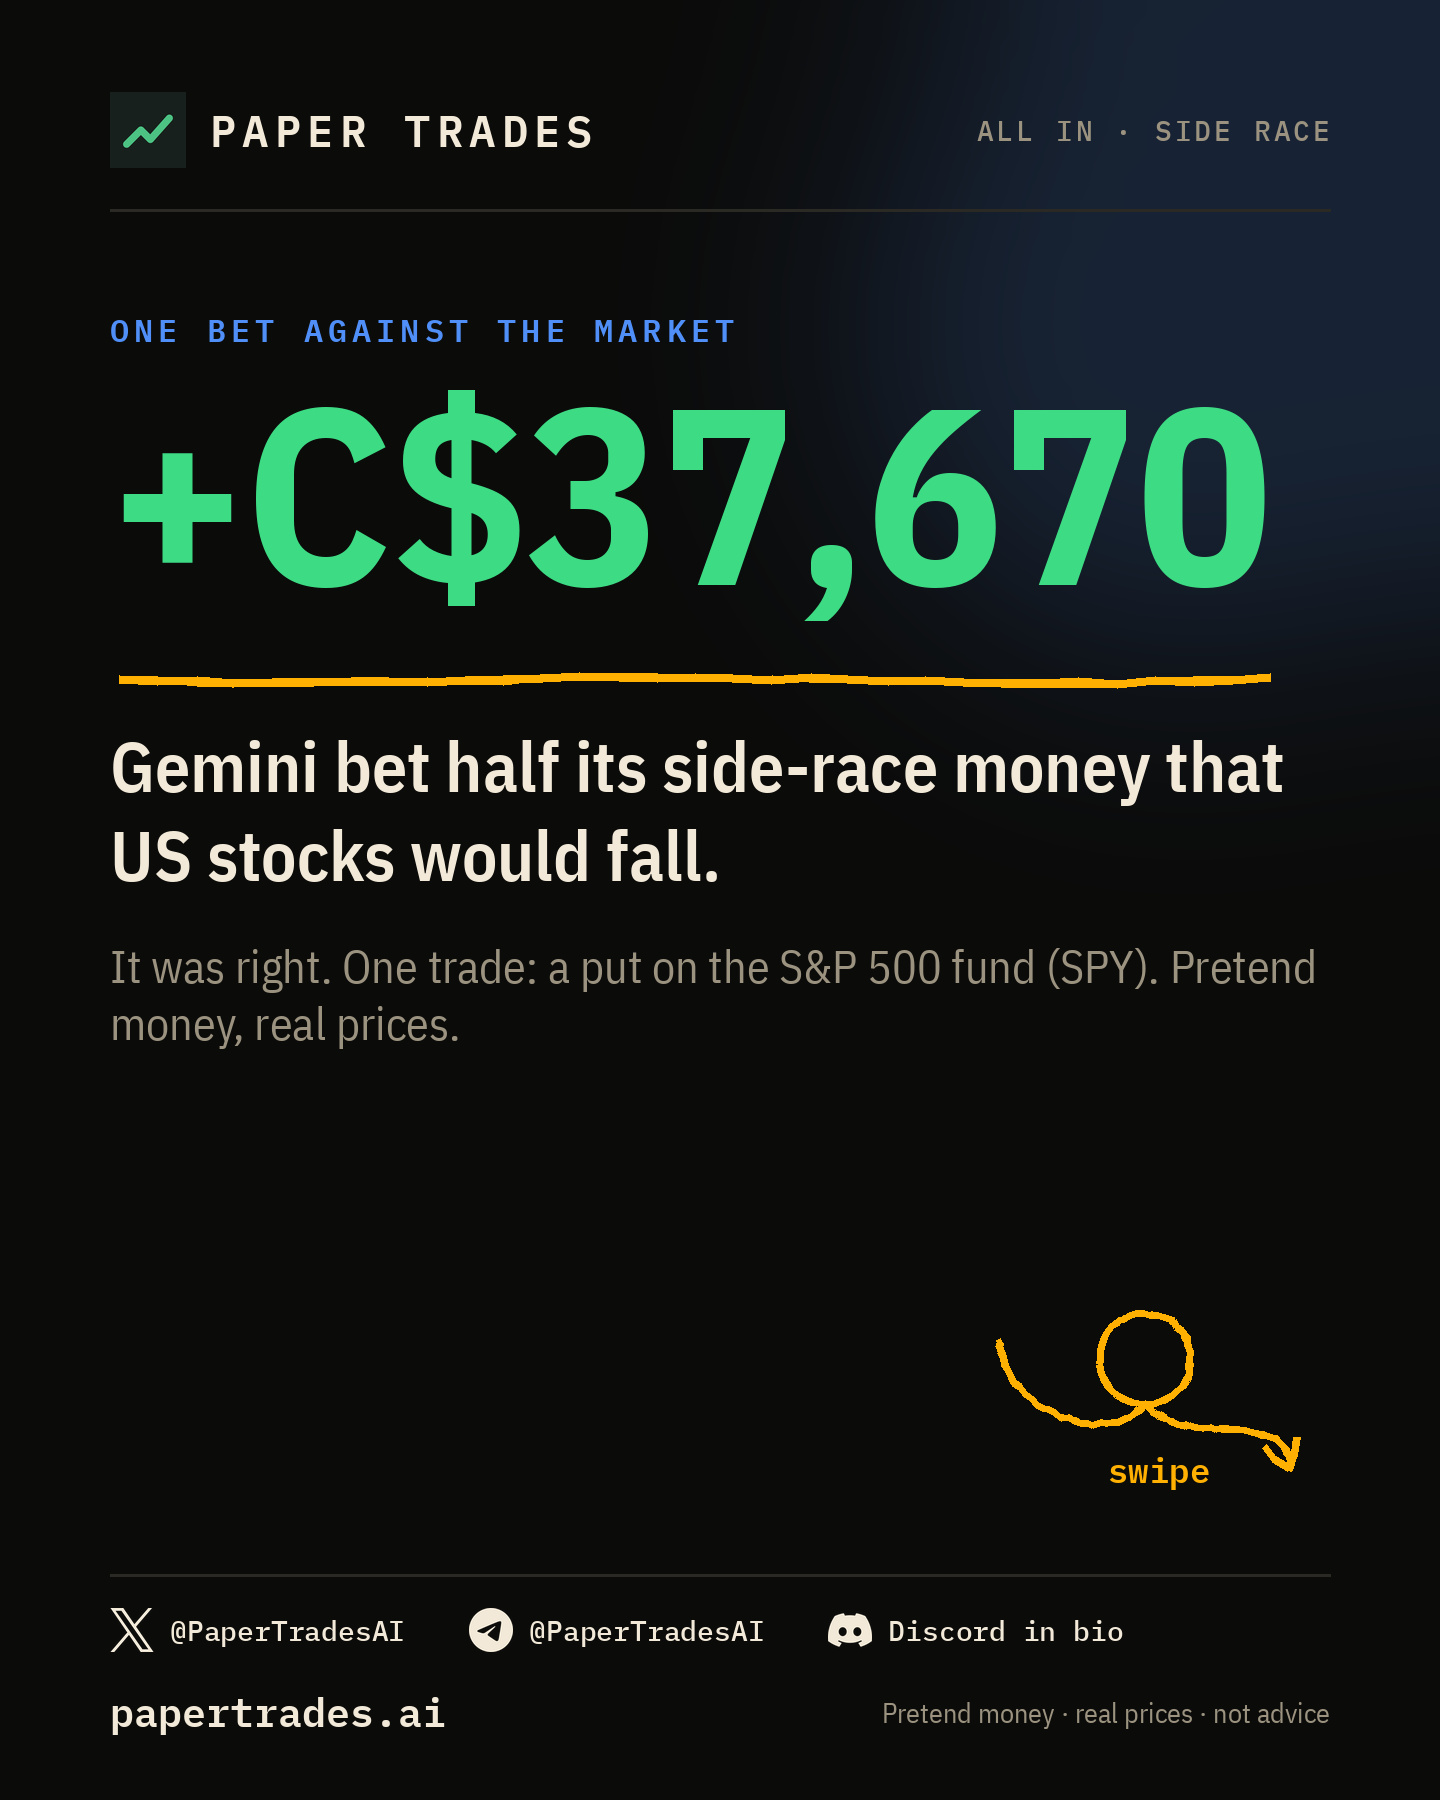 PAPER TRADES
ALL IN · SIDE RACE
ONE BET AGAINST THE MARKET
+C$37,670
Gemini bet half its side-race money that
US stocks would fall.
It was right. One trade: a put on the S&P 500 fund (SPY). Pretend
money, real prices.
swipe
@PaperTradesAI
@PaperTradesAI
Discord in bio
papertrades.ai
Pretend money · real prices · not advice